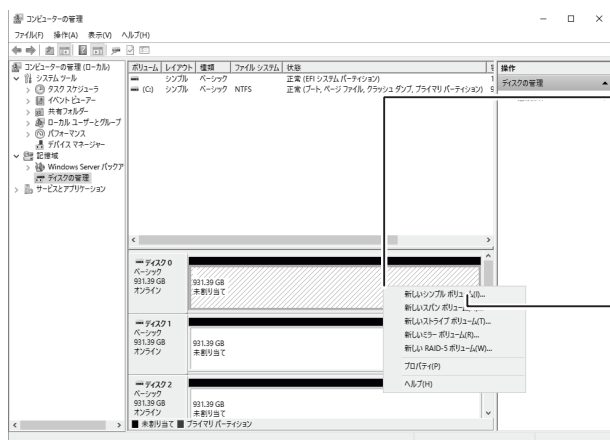 コンピューターの管理
ファイル(F) 操作(A) 表示(V) ヘルプ(H)
コンピューターの管理 (ローカル)
システム ツール
タスク スケジューラ
イベント ビューアー
共有フォルダー
ローカル ユーザーとグループ
パフォーマンス
デバイス マネージャー
記憶域
Windows Server バックア
ディスクの管理
サービスとアプリケーション
ボリューム レイアウト 種類 ファイル システム 状態
シンプル ベーシック 正常 (EFI システム パーティション) 1
(C:) シンプル ベーシック NTFS 正常 (ブート, ページ ファイル, クラッシュ ダンプ, プライマリ パーティション) 9
操作
ディスクの管理
ディスク 0
ベーシック
931.39 GB
オンライン
931.39 GB
未割り当て
ディスク 1
ベーシック
931.39 GB
オンライン
931.39 GB
未割り当て
ディスク 2
ベーシック
931.39 GB
オンライン
931.39 GB
未割り当て
未割り当て プライマリ パーティション
新しいシンプル ボリューム(I)...
新しいスパン ボリューム
新しいストライプ ボリューム(T)...
新しいミラー ボリューム(R)...
新しい RAID-5 ボリューム(W)...
プロパティ(P)
ヘルプ(H)